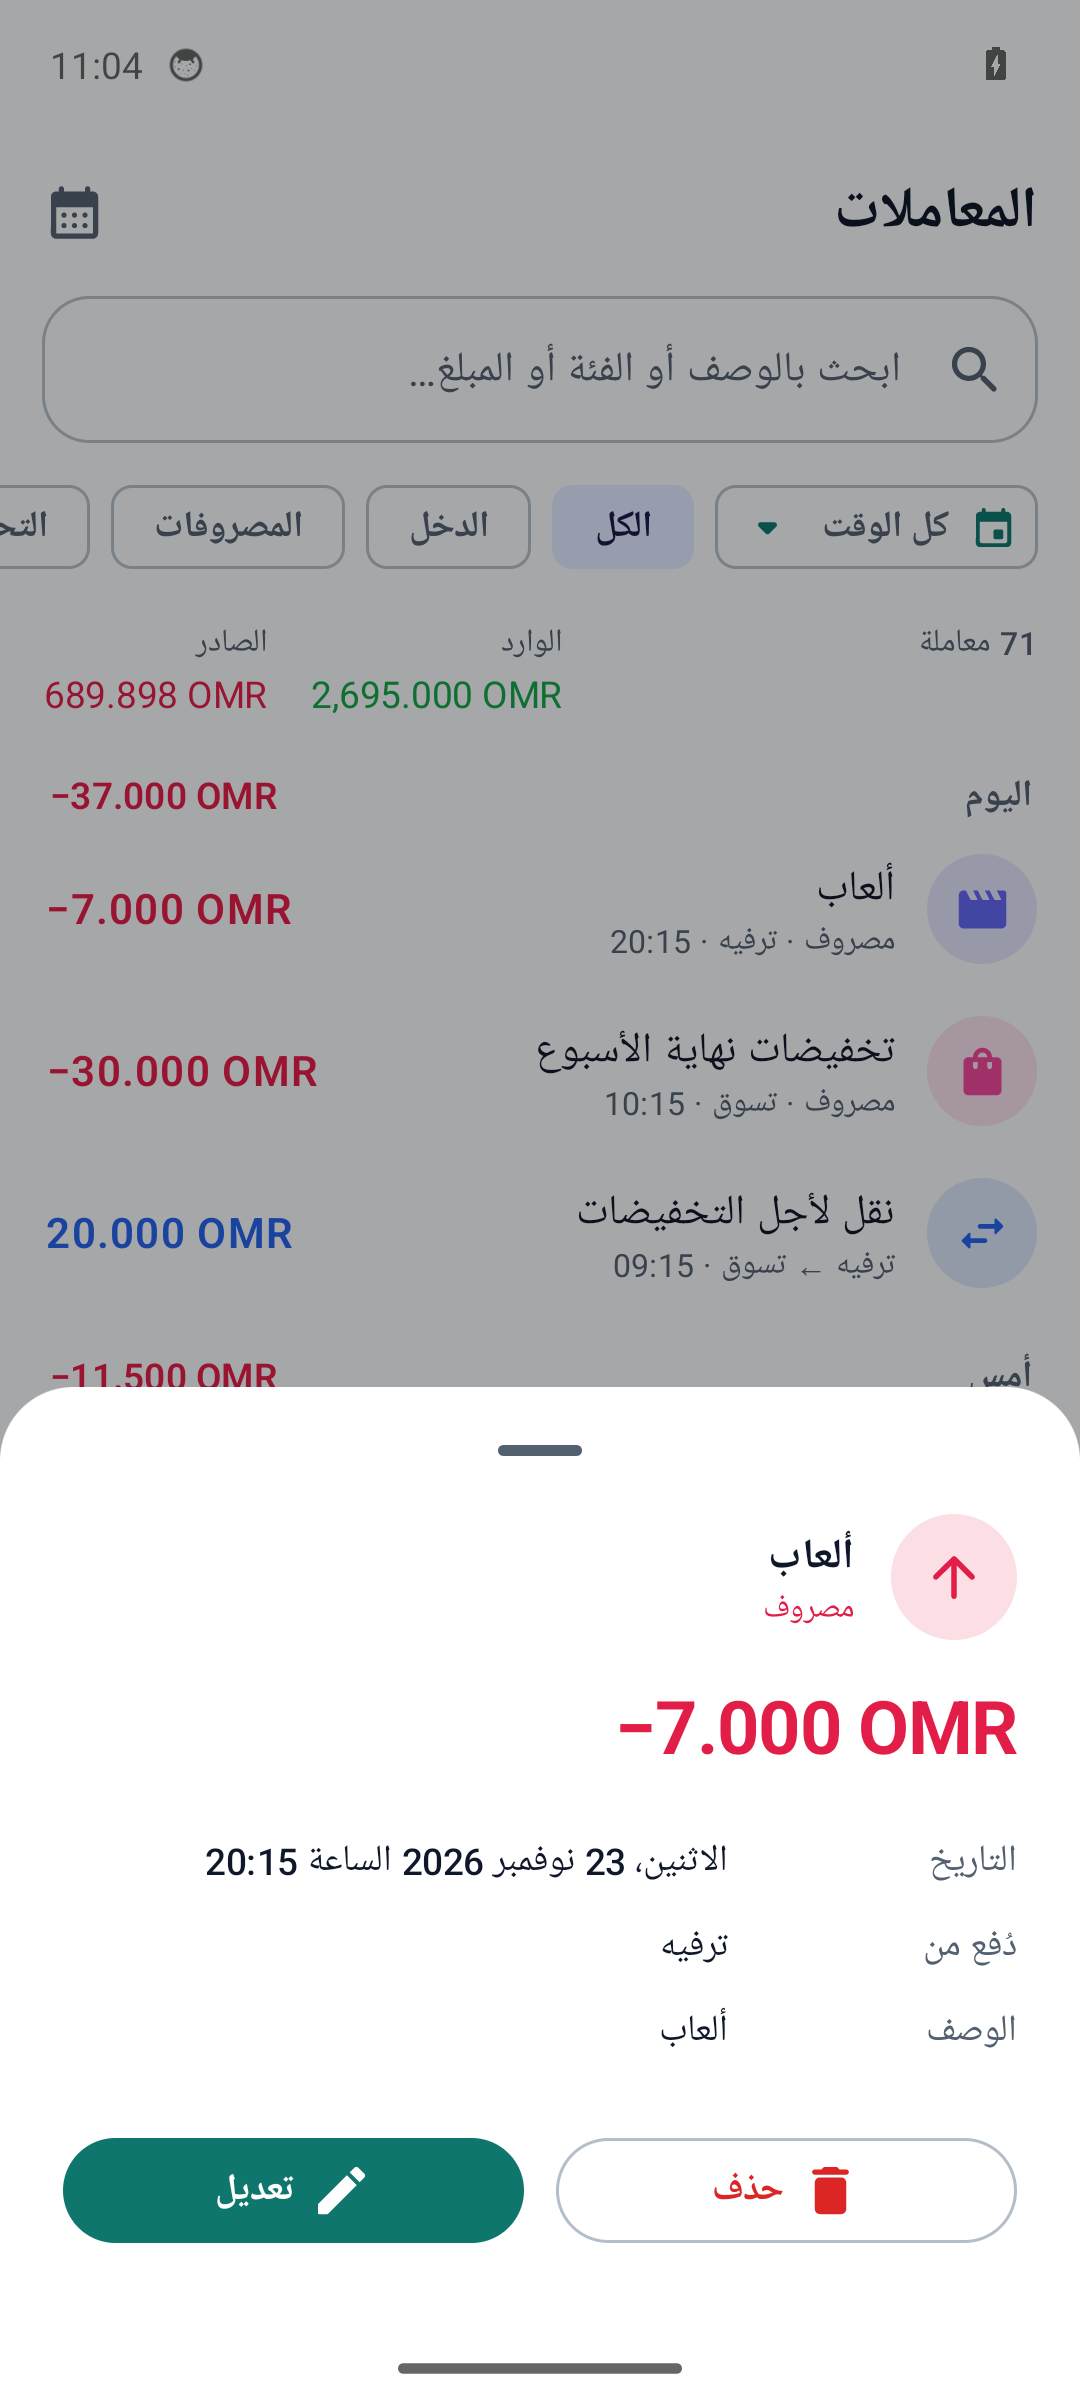 11:04
المعاملات
ابحث بالوصف أو الفئة أو المبلغ...
كل الوقت
الكل
الدخل
المصروفات
71 معاملة
الوارد
الصادر
2,695.000 OMR
689.898 OMR
اليوم
−37.000 OMR
ألعاب
−7.000 OMR
مصروف · ترفيه · 20:15
تخفيضات نهاية الأسبوع
−30.000 OMR
مصروف · تسوق · 10:15
نقل لأجل التخفيضات
20.000 OMR
ترفيه ← تسوق · 09:15
أمس
−11.500 OMR
ألعاب
مصروف
−7.000 OMR
التاريخ
الاثنين، 23 نوفمبر 2026 الساعة 20:15
دُفع من
ترفيه
الوصف
ألعاب
حذف
تعديل